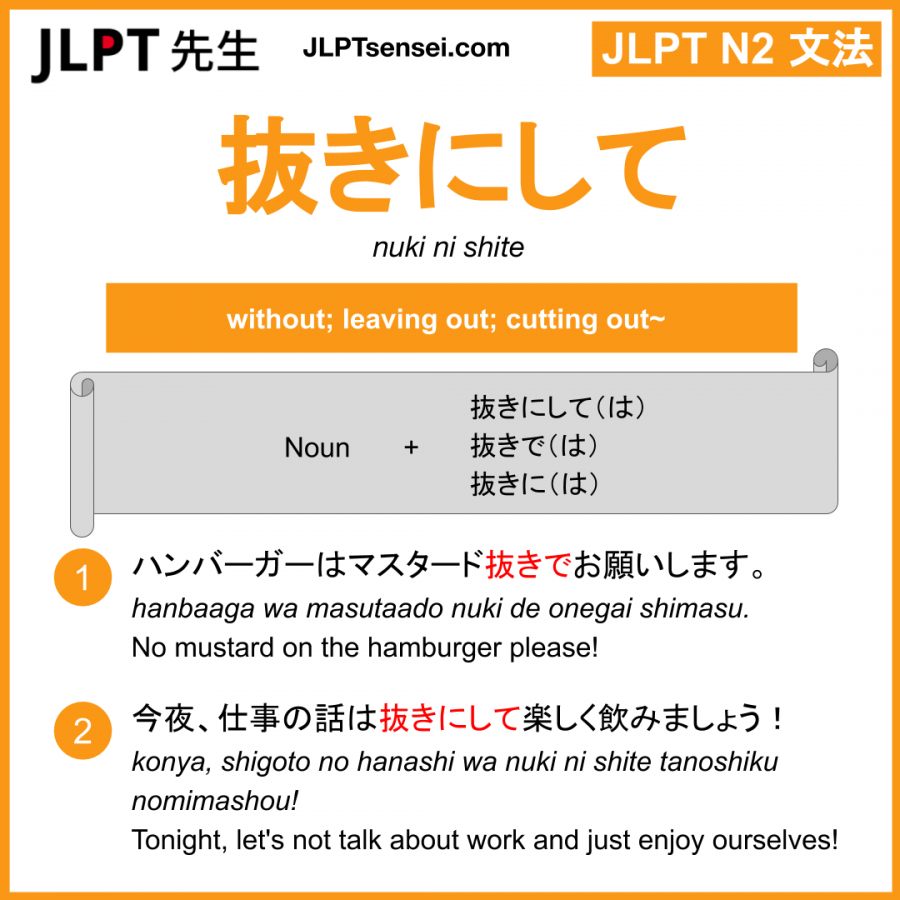 JLPT 先生
JLPTsensei.com
JLPT N2 文法
抜きにして
nuki ni shite
without; leaving out; cutting out~
抜きにして（は）
Noun + 抜きで（は）
抜きに（は）
1 ハンバーガーはマスタード抜きでお願いします。
hanbaaga wa masutaado nuki de onegai shimasu.
No mustard on the hamburger please!
2 今夜、仕事の話は抜きにして楽しく飲みましょう！
konya, shigoto no hanashi wa nuki ni shite tanoshiku
nomimashou!
Tonight, let's not talk about work and just enjoy ourselves!